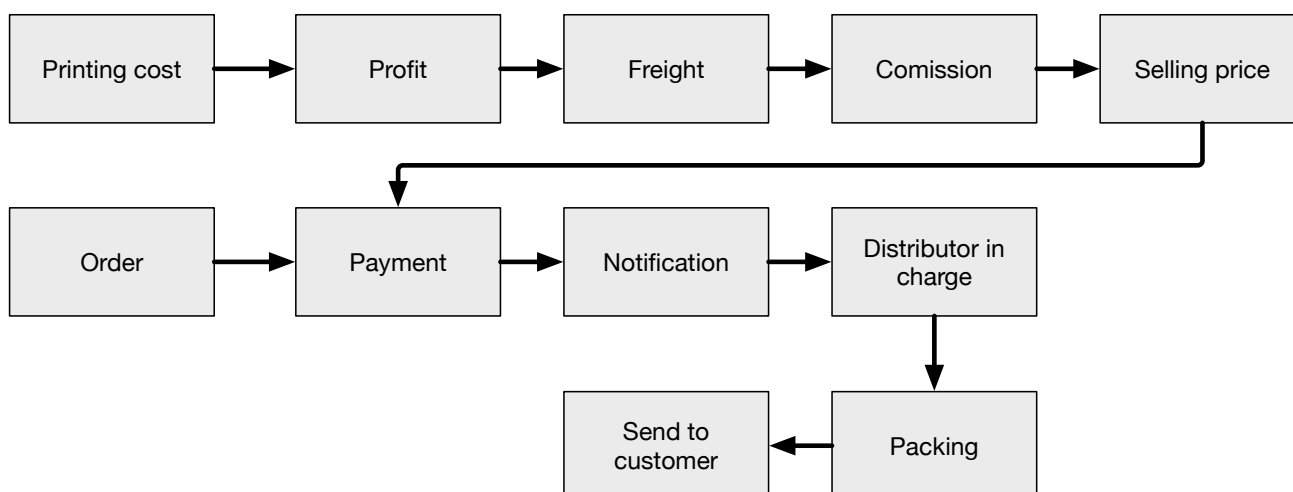 Printing cost
Profit
Freight
Comission
Selling price
Order
Payment
Notification
Distributor in
charge
Send to
customer
Packing